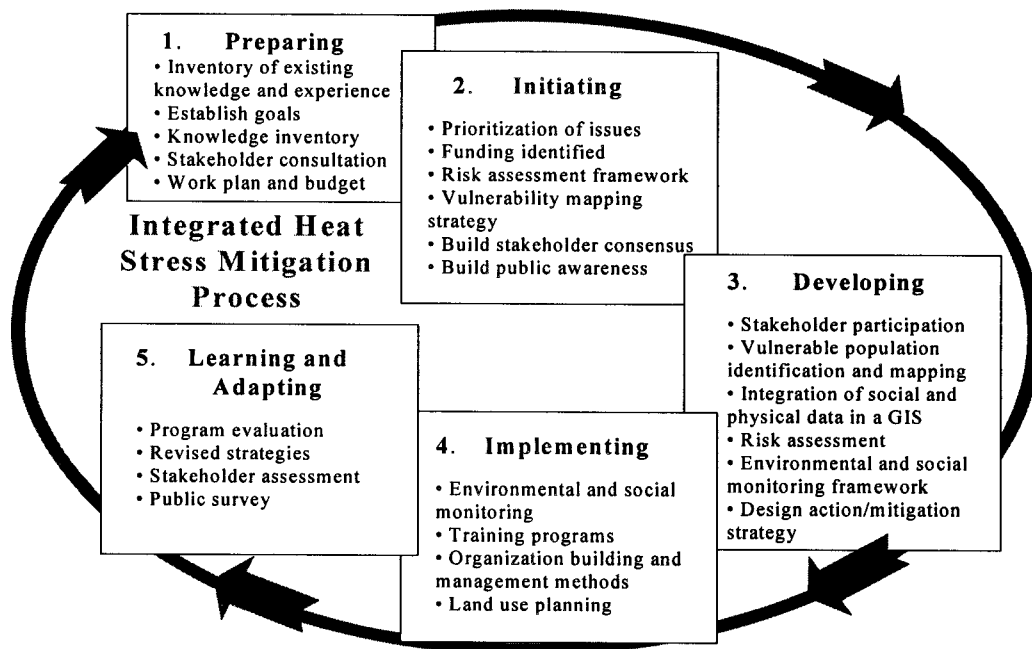 1. Preparing
• Inventory of existing
knowledge and experience
• Establish goals
• Knowledge inventory
• Stakeholder consultation
• Work plan and budget
2. Initiating
• Prioritization of issues
• Funding identified
• Risk assessment framework
• Vulnerability mapping
strategy
• Build stakeholder consensus
• Build public awareness
Integrated Heat
Stress Mitigation
Process
3. Developing
• Stakeholder participation
• Vulnerable population
identification and mapping
• Integration of social and
physical data in a GIS
• Risk assessment
• Environmental and social
monitoring framework
• Design action/mitigation
strategy
4. Implementing
• Environmental and social
monitoring
• Training programs
• Organization building and
management methods
• Land use planning
5. Learning and
Adapting
• Program evaluation
• Revised strategies
• Stakeholder assessment
• Public survey